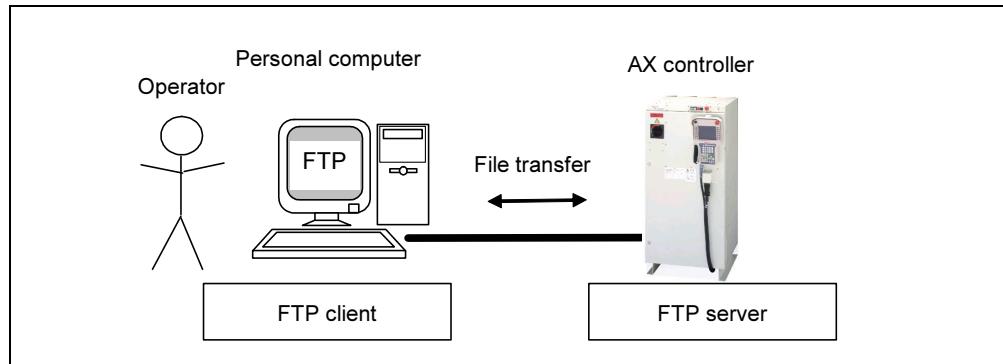 Personal computer
AX controller
Operator
FTP
File transfer
FTP client
FTP server